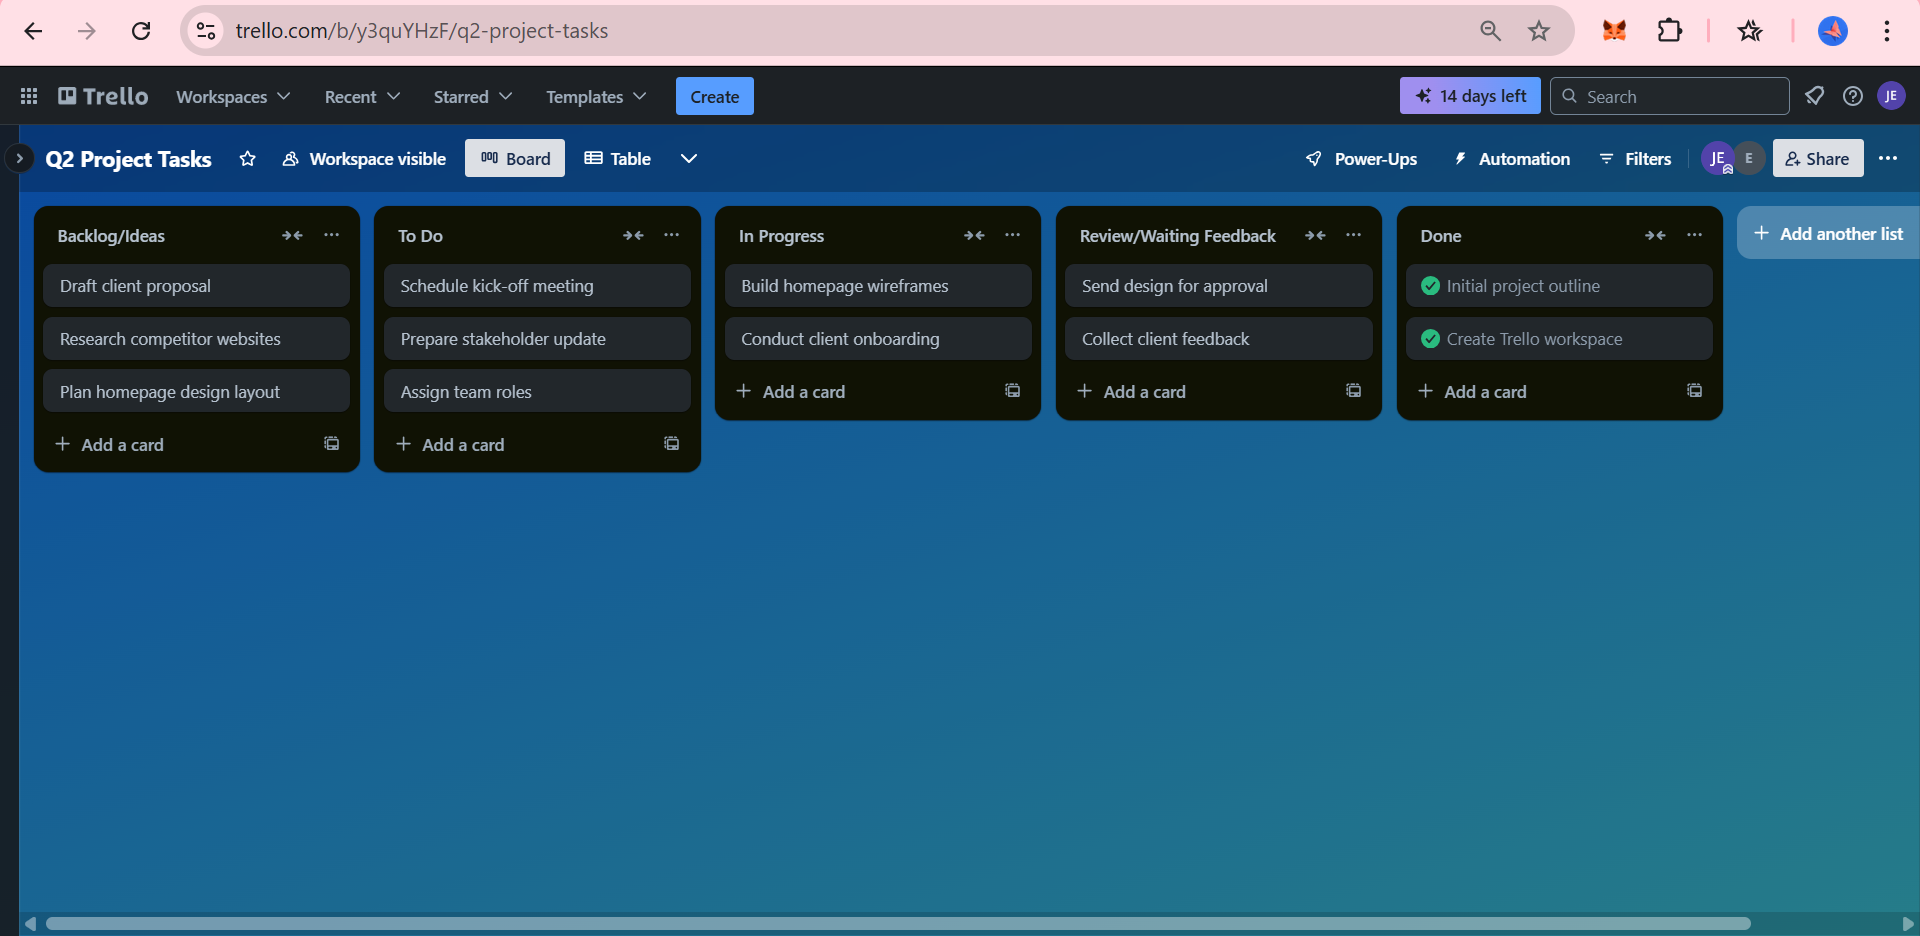 trello.com/b/y3quYHzF/q2-project-tasks
Trello Workspaces Recent Starred Templates Create 14 days left Search JE
Q2 Project Tasks Workspace visible Board Table Power-Ups Automation Filters JE E Share
Backlog/Ideas
Draft client proposal
Research competitor websites
Plan homepage design layout
Add a card
To Do
Schedule kick-off meeting
Prepare stakeholder update
Assign team roles
Add a card
In Progress
Build homepage wireframes
Conduct client onboarding
Add a card
Review/Waiting Feedback
Send design for approval
Collect client feedback
Add a card
Done
Initial project outline
Create Trello workspace
Add a card
Add another list